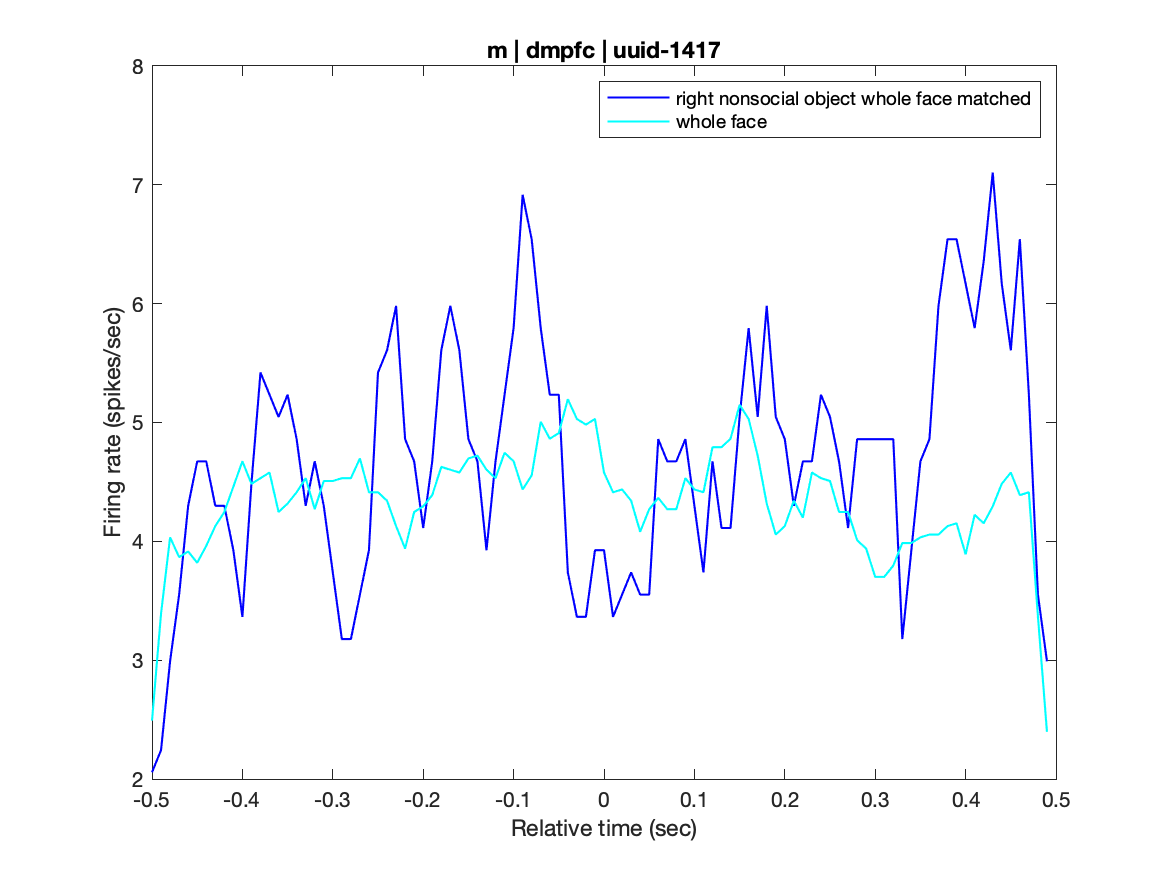 m | dmpfc | uuid-1417
8
right nonsocial object whole face matched
whole face
7
6
5
4
3
2
Firing rate (spikes/sec)
-0.5 -0.4 -0.3 -0.2 -0.1 0 0.1 0.2 0.3 0.4 0.5
Relative time (sec)